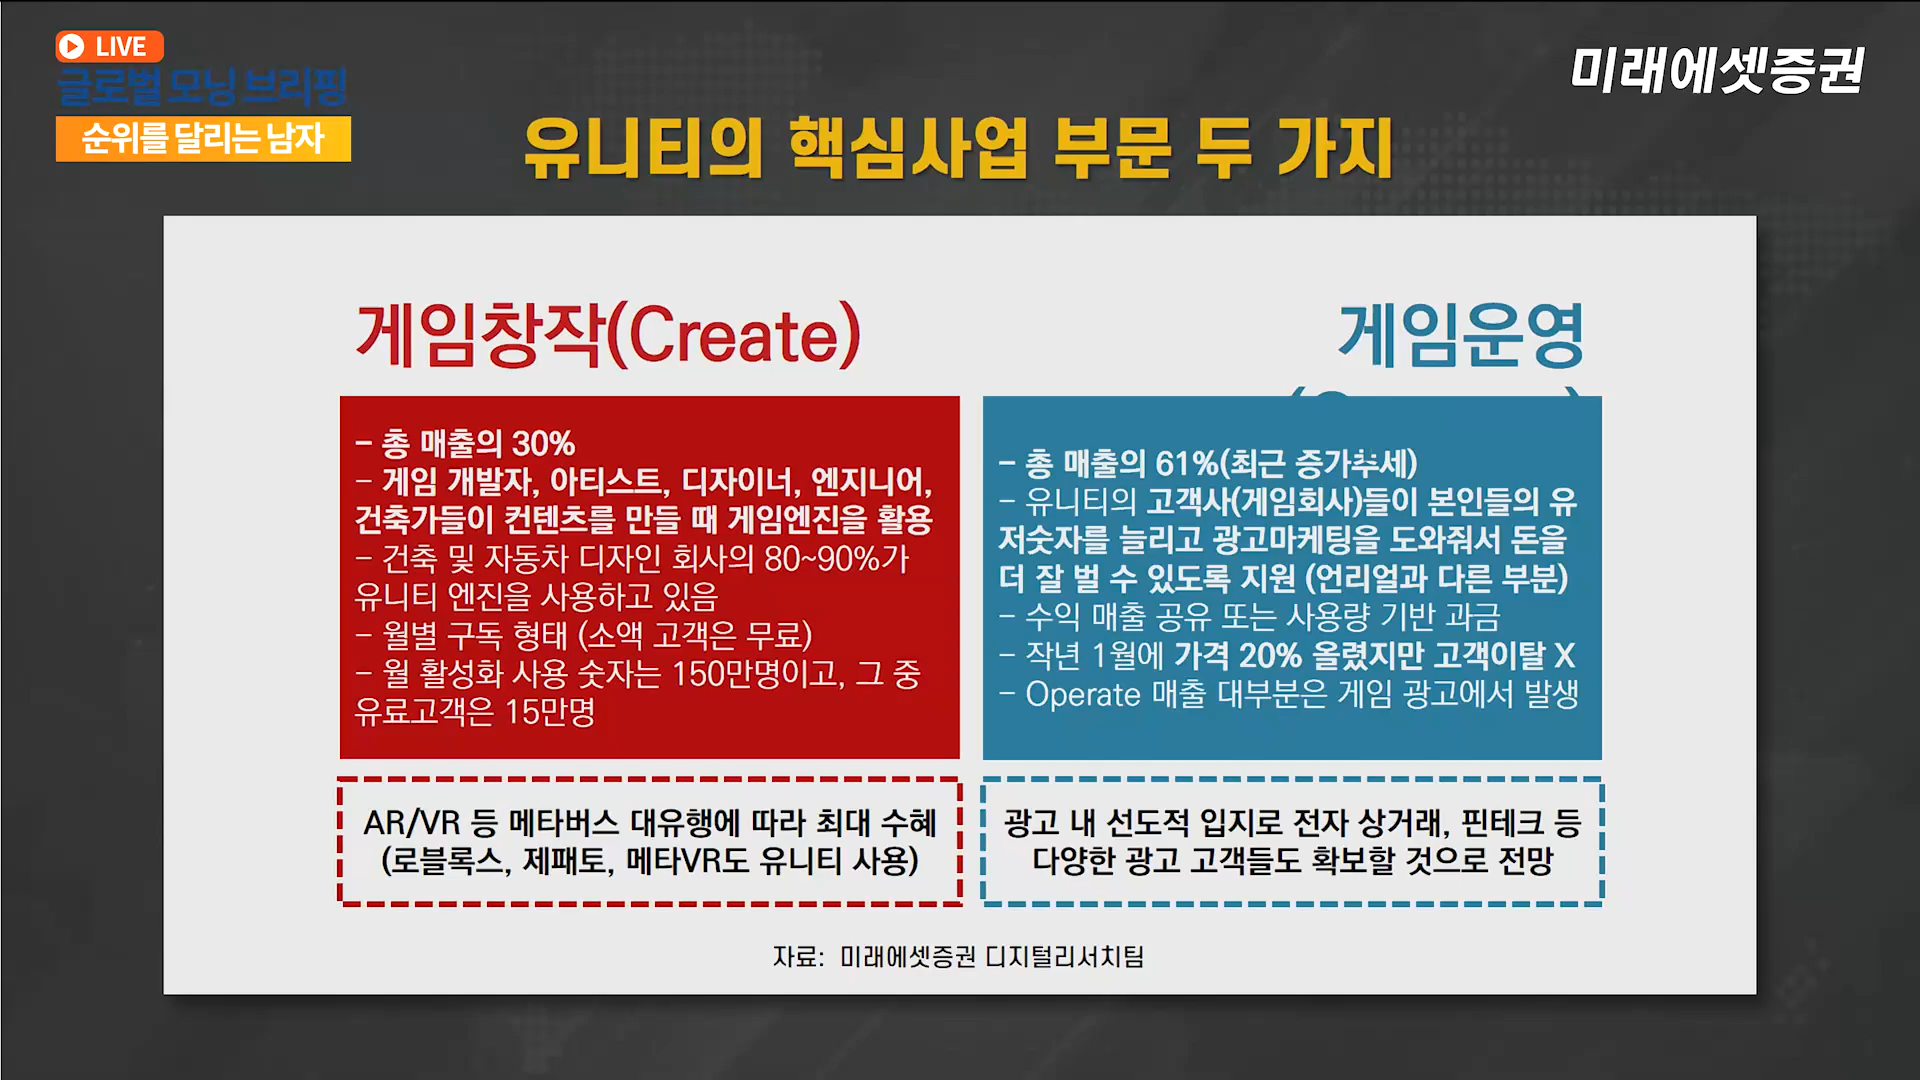 LIVE
글로벌 모닝 브리핑
순위를 달리는 남자
미래에셋증권
유니티의 핵심사업 부문 두 가지
게임창작(Create)
- 총 매출의 30%
- 게임 개발자, 아티스트, 디자이너, 엔지니어,
건축가들이 컨텐츠를 만들 때 게임엔진을 활용
- 건축 및 자동차 디자인 회사의 80~90%가
유니티 엔진을 사용하고 있음
- 월별 구독 형태 (소액 고객은 무료)
- 월 활성화 사용 숫자는 150만명이고, 그 중
유료고객은 15만명
AR/VR 등 메타버스 대유행에 따라 최대 수혜
(로블록스, 제패토, 메타VR도 유니티 사용)
게임운영
- 총 매출의 61%(최근 증가추세)
- 유니티의 고객사(게임회사)들이 본인들의 유
저숫자를 늘리고 광고마케팅을 도와줘서 돈을
더 잘 벌 수 있도록 지원 (언리얼과 다른 부분)
- 수익 매출 공유 또는 사용량 기반 과금
- 작년 1월에 가격 20% 올렸지만 고객이탈 X
- Operate 매출 대부분은 게임 광고에서 발생
광고 내 선도적 입지로 전자 상거래, 핀테크 등
다양한 광고 고객들도 확보할 것으로 전망
자료: 미래에셋증권 디지털리서치팀